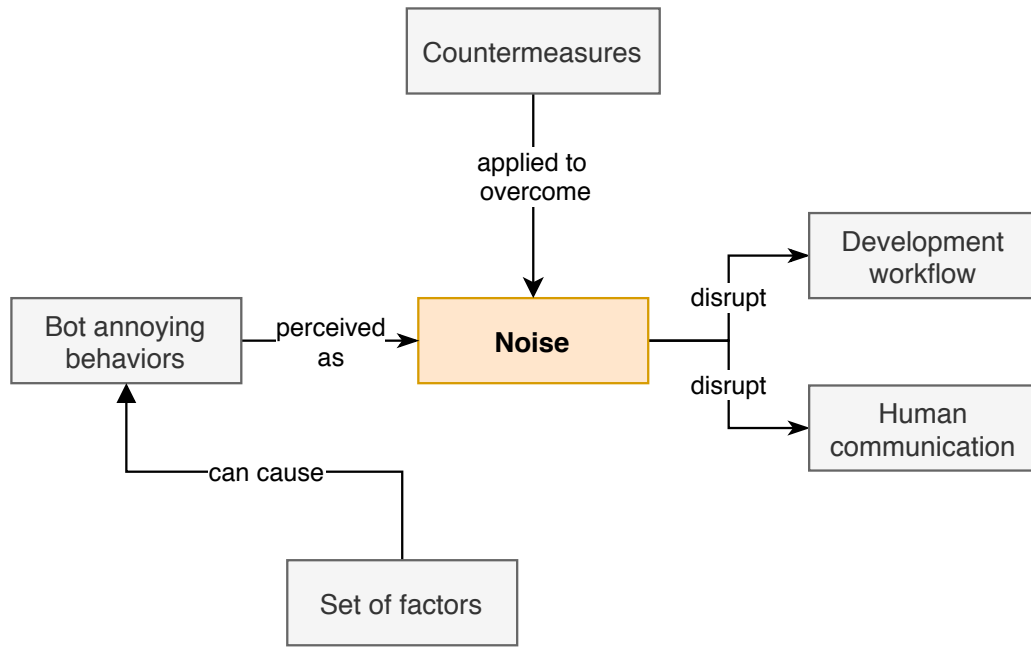 Countermeasures
applied to
overcome
Development
workflow
disrupt
Bot annoying
behaviors
perceived
as
Noise
disrupt
Human
communication
can cause
Set of factors